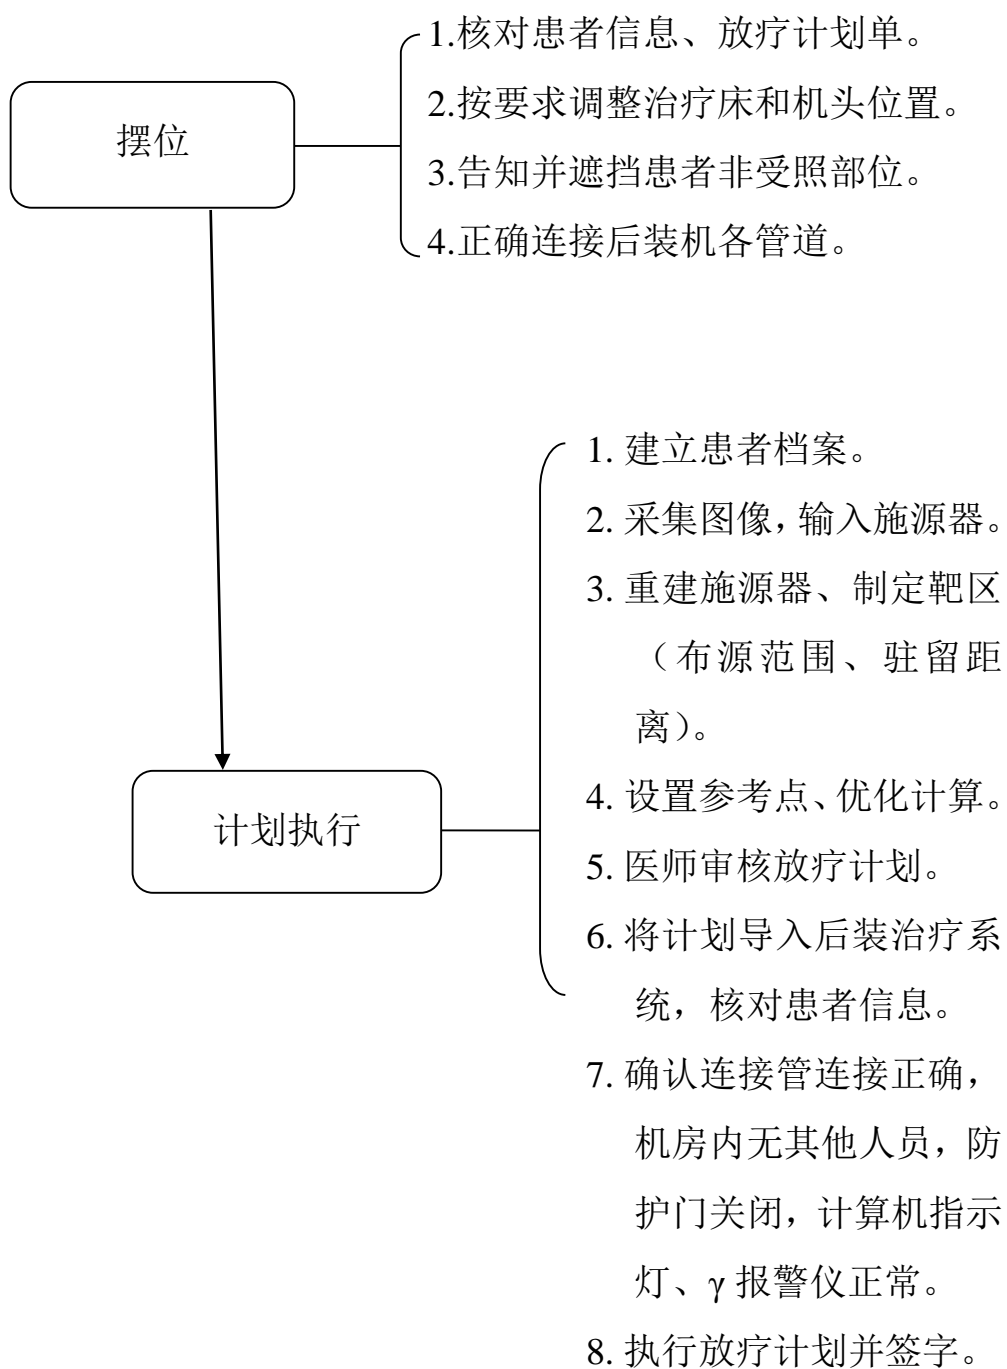 1.核对患者信息、放疗计划单。
2.按要求调整治疗床和机头位置。
摆位
3.告知并遮挡患者非受照部位。
4.正确连接后装机各管道。
1. 建立患者档案。
2. 采集图像，输入施源器。
3. 重建施源器、制定靶区
（布源范围、驻留距
离）。
4. 设置参考点、优化计算。
计划执行
5. 医师审核放疗计划。
6. 将计划导入后装治疗系
统，核对患者信息。
7. 确认连接管连接正确，
机房内无其他人员，防
护门关闭，计算机指示
灯、γ 报警仪正常。
8. 执行放疗计划并签字。